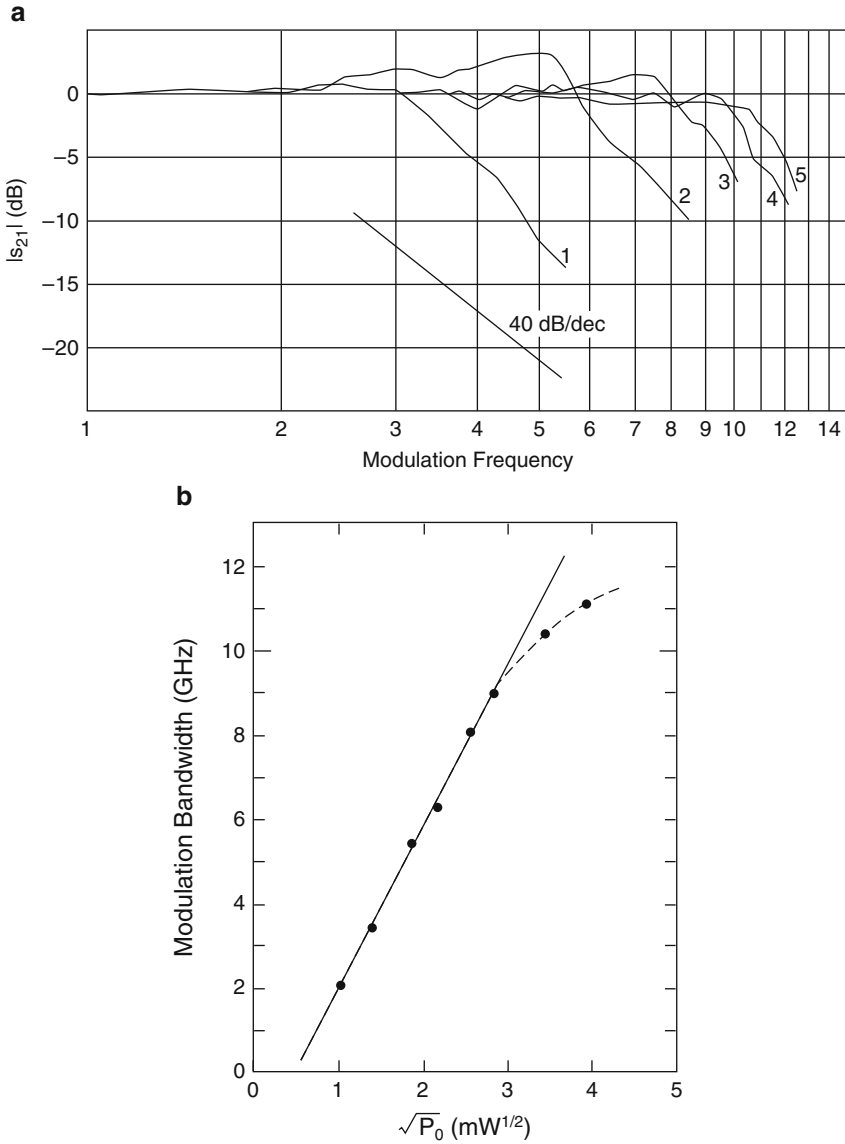 a
0
−5
−10
−15
−20
|s₂₁| (dB)
1
2
3
4
5
40 dB/dec
1 2 3 4 5 6 7 8 9 10 12 14
Modulation Frequency
b
12
10
8
6
4
2
0
Modulation Bandwidth (GHz)
0 1 2 3 4 5
√P₀ (mW¹/²)